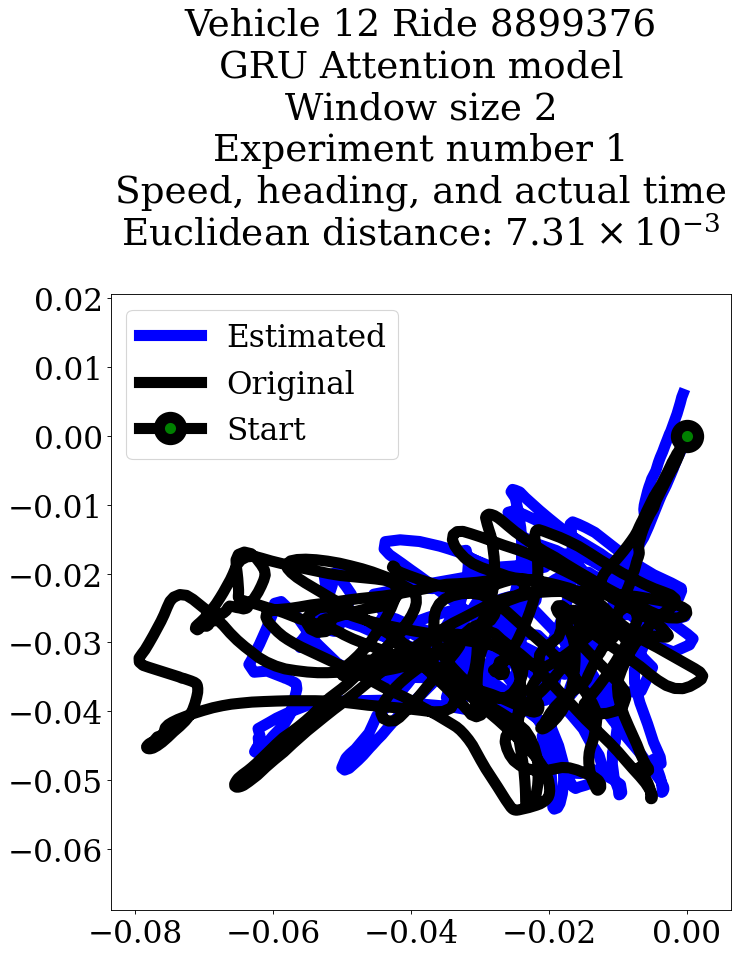 Vehicle 12 Ride 8899376
GRU Attention model
Window size 2
Experiment number 1
Speed, heading, and actual time
Euclidean distance: 7.31 × 10⁻³
Estimated
Original
Start
0.02
0.01
0.00
−0.01
−0.02
−0.03
−0.04
−0.05
−0.06
−0.08
−0.06
−0.04
−0.02
0.00